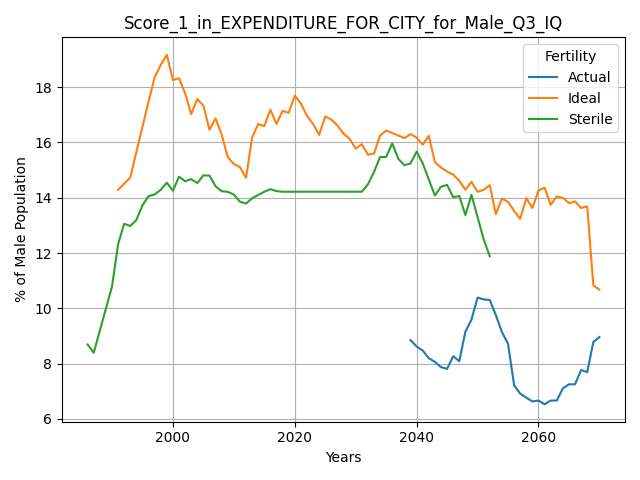 Score_1_in_EXPENDITURE_FOR_CITY_for_Male_Q3_IQ
Fertility
Actual
Ideal
Sterile
% of Male Population
18
16
14
12
10
8
6
2000 2020 2040 2060
Years